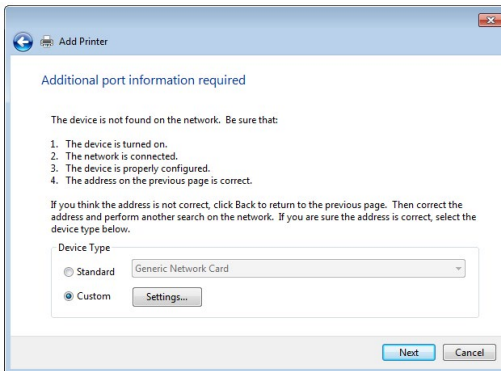 Add Printer
Additional port information required
The device is not found on the network. Be sure that:
1. The device is turned on.
2. The network is connected.
3. The device is properly configured.
4. The address on the previous page is correct.
If you think the address is not correct, click Back to return to the previous page. Then correct the
address and perform another search on the network. If you are sure the address is correct, select the
device type below.
Device Type
Standard
Generic Network Card
Custom
Settings...
Next
Cancel